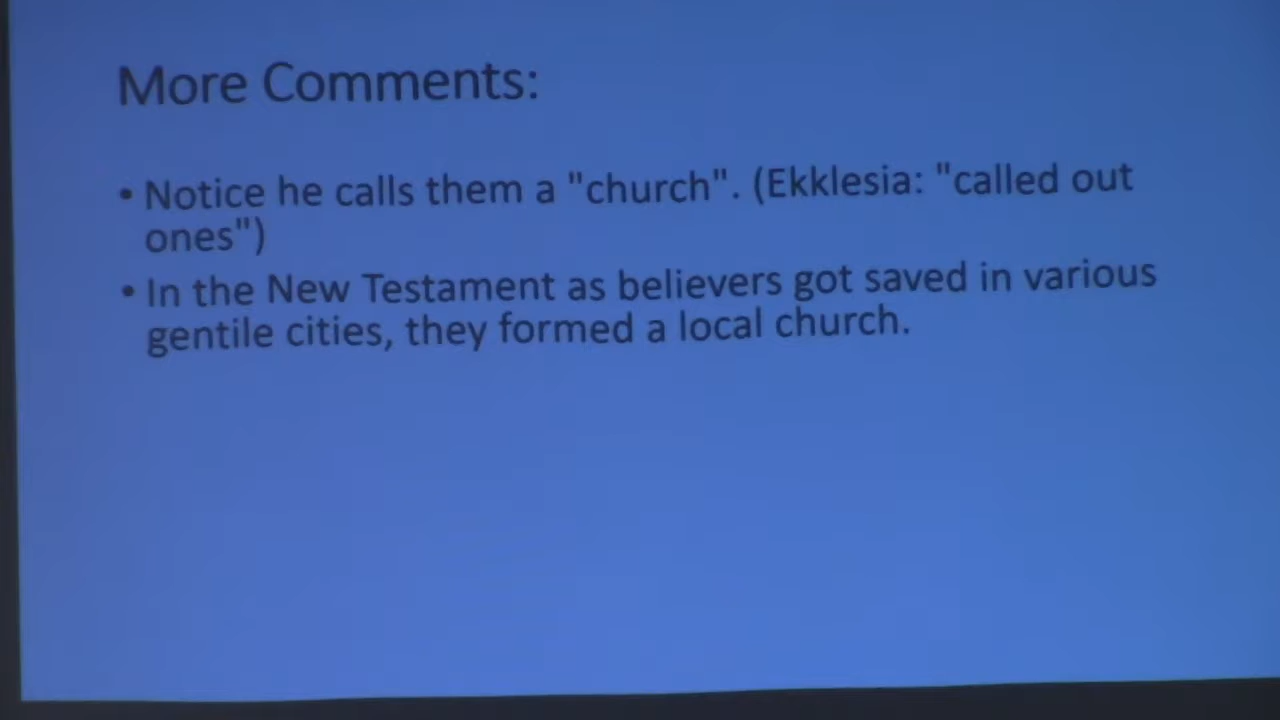 More Comments:
• Notice he calls them a "church". (Ekklesia: "called out
ones")
• In the New Testament as believers got saved in various
gentile cities, they formed a local church.